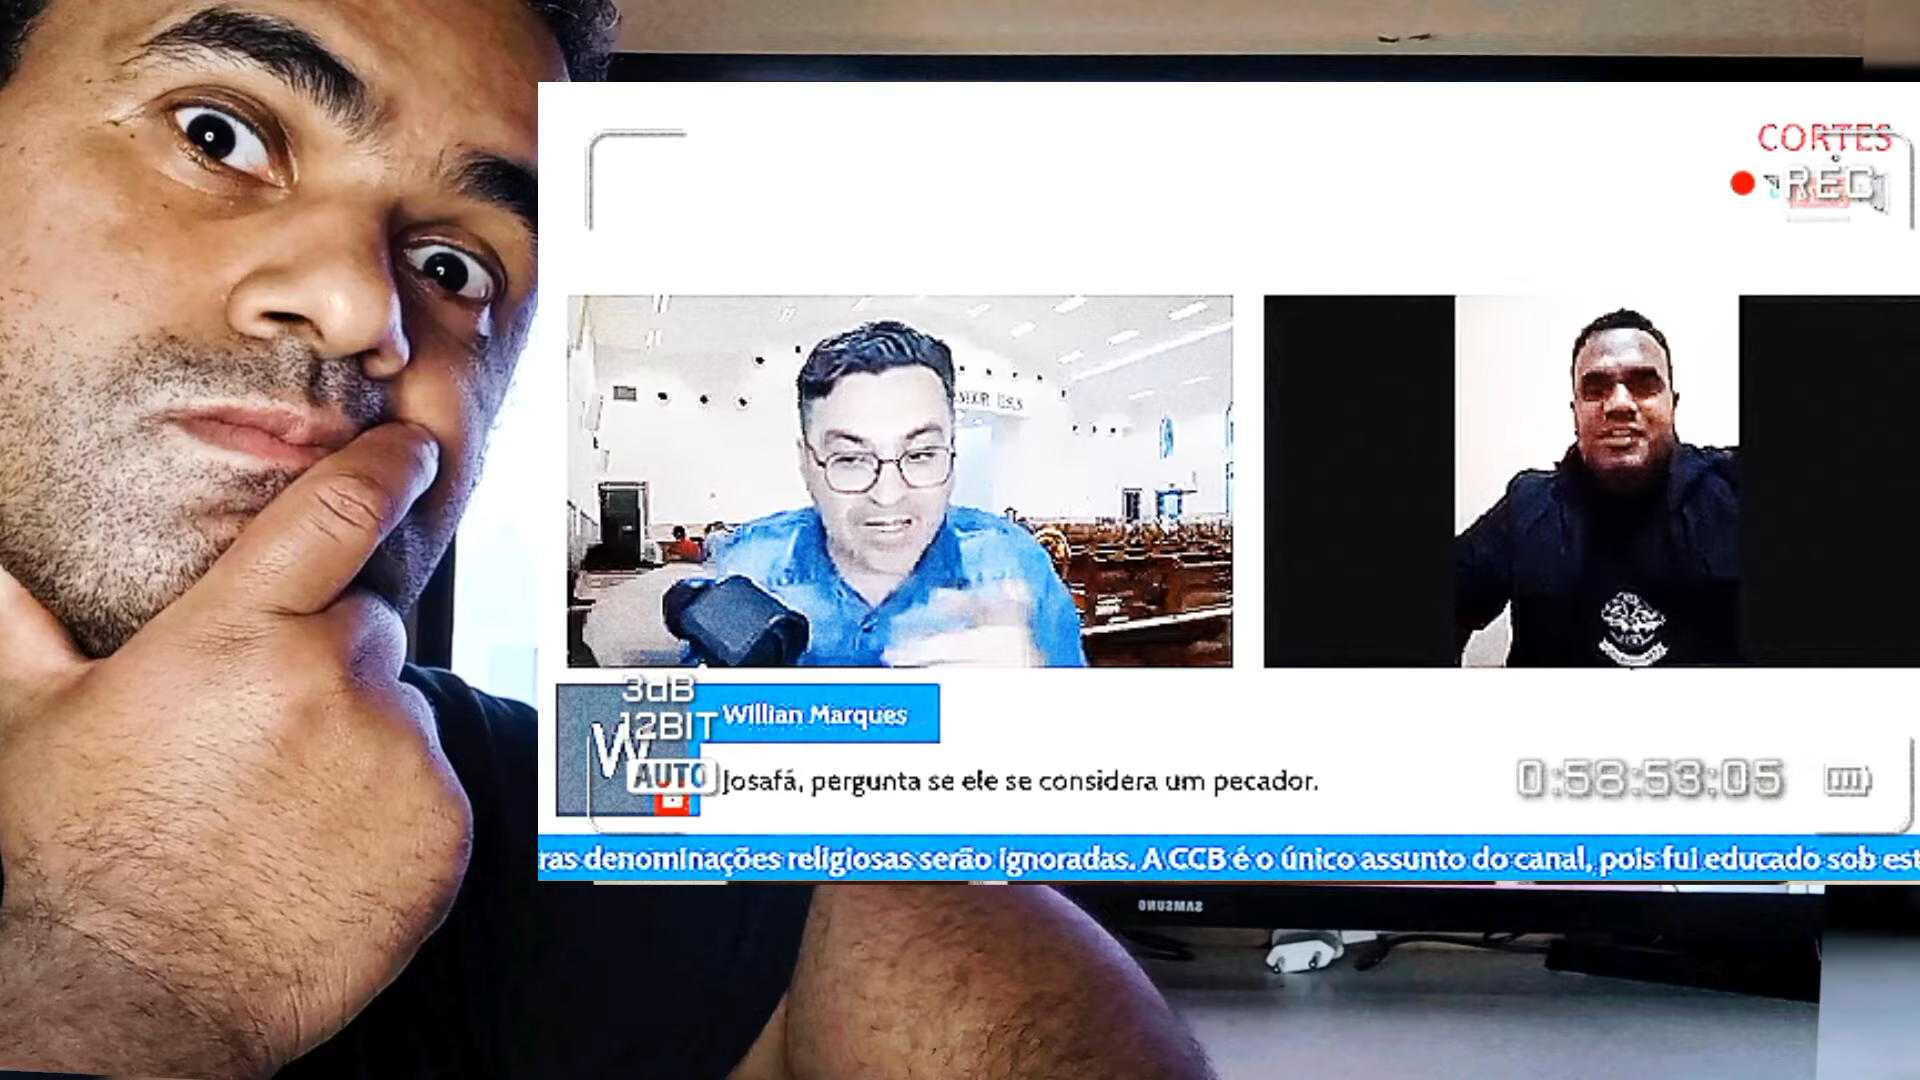 CORTES
REC
3dB
12BIT
Willian Marques
W
AUTO
Josafá, pergunta se ele se considera um pecador.
0:58:53:05
ras denominações religiosas serão ignoradas. A CCB é o único assunto do canal, pois fui educado sob est
SAMSUNG